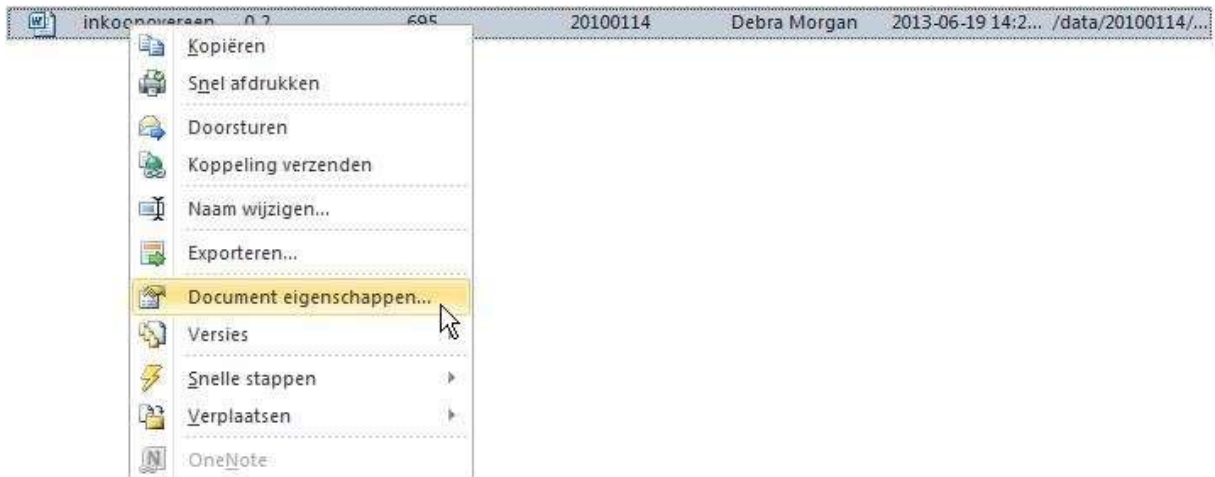 inkoopovereen 0.2 695 20100114 Debra Morgan 2013-06-19 14:2... /data/20100114/...
Kopiëren
Snel afdrukken
Doorsturen
Koppeling verzenden
Naam wijzigen...
Exporteren...
Document eigenschappen...
Versies
Snelle stappen
Verplaatsen
OneNote